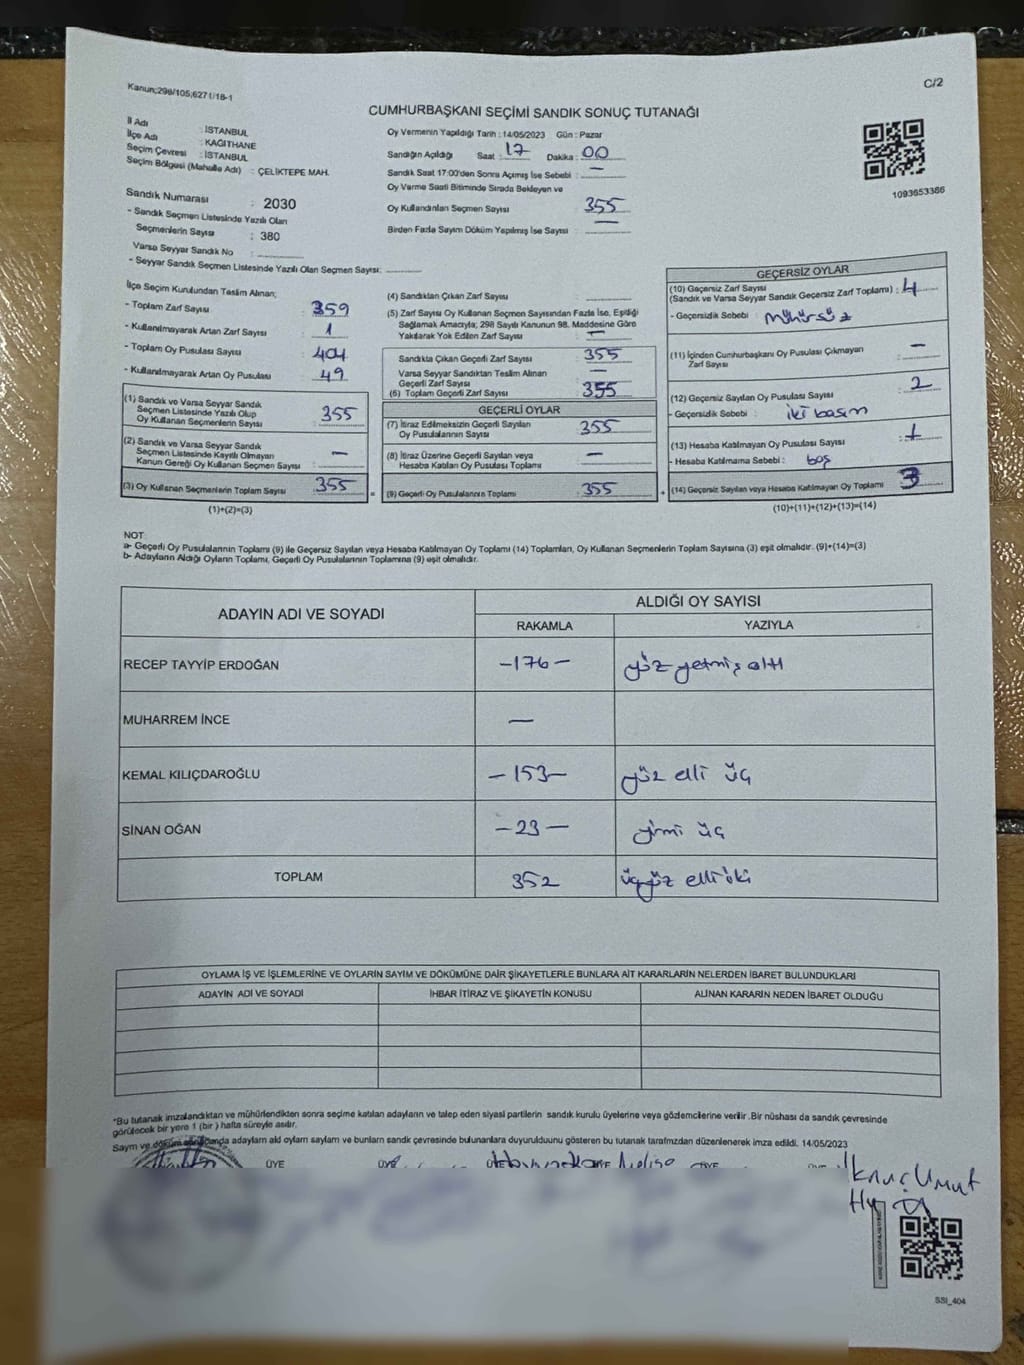 Kanun;298/105,6271/18-1
C/2
CUMHURBAŞKANI SEÇİMİ SANDIK SONUÇ TUTANAĞI
İl Adı : İSTANBUL
İlçe Adı : KAĞITHANE
Seçim Çevresi : İSTANBUL
Seçim Bölgesi (Mahalle Adı) : ÇELİKTEPE MAH.
Sandık Numarası : 2030
- Sandık Seçmen Listesinde Yazılı Olan
Seçmenlerin Sayısı : 380
Varsa Seyyar Sandık No :
- Seyyar Sandık Seçmen Listesinde Yazılı Olan Seçmen Sayısı:
Oy Vermenin Yapıldığı Tarih : 14/05/2023 Gün : Pazar
Sandığın Açıldığı Saat : 17 Dakika : 00
Sandık Saat 17:00'den Sonra Açımış İse Sebebi : —
Oy Verme Saati Bitiminde Sırada Bekleyen ve
Oy Kullandırılan Seçmen Sayısı 355
Birden Fazla Sayım Döküm Yapılmış İse Sayısı : —
1093653386
İlçe Seçim Kurulundan Teslim Alınan;
- Toplam Zarf Sayısı : 359
- Kullanılmayarak Artan Zarf Sayısı : 1
- Toplam Oy Pusulası Sayısı : 404
- Kullanılmayarak Artan Oy Pusulası : 49
(1) Sandık ve Varsa Seyyar Sandık
Seçmen Listesinde Yazılı Olup
Oy Kullanan Seçmenlerin Sayısı : 355
(2) Sandık ve Varsa Seyyar Sandık
Seçmen Listesinde Kayıtlı Olmayan
Kanun Gereği Oy Kullanan Seçmen Sayısı : —
(3) Oy Kullanan Seçmenlerin Toplam Sayısı : 355
(1)+(2)=(3)
(4) Sandıktan Çıkan Zarf Sayısı :
(5) Zarf Sayısı Oy Kullanan Seçmen Sayısından Fazla İse, Eşitliği
Sağlamak Amacıyla; 298 Sayılı Kanunun 98. Maddesine Göre
Yakılarak Yok Edilen Zarf Sayısı : —
Sandıkta Çıkan Geçerli Zarf Sayısı : 355
Varsa Seyyar Sandıktan Teslim Alınan
Geçerli Zarf Sayısı : —
(6) Toplam Geçerli Zarf Sayısı : 355
GEÇERLİ OYLAR
(7) İtiraz Edilmeksizin Geçerli Sayılan
Oy Pusulalarının Sayısı : 355
(8) İtiraz Üzerine Geçerli Sayılan veya
Hesaba Katılan Oy Pusulası Toplamı : —
= (9) Geçerli Oy Pusulalarının Toplamı : 355 +
GEÇERSİZ OYLAR
(10) Geçersiz Zarf Sayısı
(Sandık ve Varsa Seyyar Sandık Geçersiz Zarf Toplamı) : 4
- Geçersizlik Sebebi : Mühürsüz
(11) İçinden Cumhurbaşkanı Oy Pusulası Çıkmayan
Zarf Sayısı : —
(12) Geçersiz Sayılan Oy Pusulası Sayısı : 2
- Geçersizlik Sebebi : iki basım
(13) Hesaba Katılmayan Oy Pusulası Sayısı : 1
- Hesaba Katılmama Sebebi : boş
(14) Geçersiz Sayılan veya Hesaba Katılmayan Oy Toplamı : 3
(10)+(11)+(12)+(13)=(14)
NOT:
a- Geçerli Oy Pusulalarının Toplamı (9) ile Geçersiz Sayılan veya Hesaba Katılmayan Oy Toplamı (14) Toplamları, Oy Kullanan Seçmenlerin Toplam Sayısına (3) eşit olmalıdır. (9)+(14)=(3)
b- Adayların Aldığı Oyların Toplamı, Geçerli Oy Pusulalarının Toplamına (9) eşit olmalıdır.
ADAYIN ADI VE SOYADI
ALDIĞI OY SAYISI
RAKAMLA YAZIYLA
RECEP TAYYİP ERDOĞAN -176- yüz yetmiş altı
MUHARREM İNCE —
KEMAL KILIÇDAROĞLU -153- yüz elli üç
SİNAN OĞAN -23- yirmi üç
TOPLAM 352 üçyüz elli iki
OYLAMA İŞ VE İŞLEMLERİNE VE OYLARIN SAYIM VE DÖKÜMÜNE DAİR ŞİKAYETLERLE BUNLARA AİT KARARLARIN NELERDEN İBARET BULUNDUKLARI
ADAYIN ADI VE SOYADI İHBAR İTİRAZ VE ŞİKAYETİN KONUSU ALINAN KARARIN NEDEN İBARET OLDUĞU
*Bu tutanak imzalandıktan ve mühürlendikten sonra seçime katılan adayların ve talep eden siyasi partilerin sandık kurulu üyelerine veya gözlemcilerine verilir .Bir nüshası da sandık çevresinde
görülecek bir yere 1 (bir ) hafta süreyle asılır.
Sayım ve döküm adayların aldı oyların sayılam ve bunların sandık çevresinde bulunanlara duyurulduunu gösteren bu tutanak tarafımzdan düzenlenerek imza edildi. 14/05/2023
ÜYE ÜYE ÜYE ÜYE
Umut
SSI_404